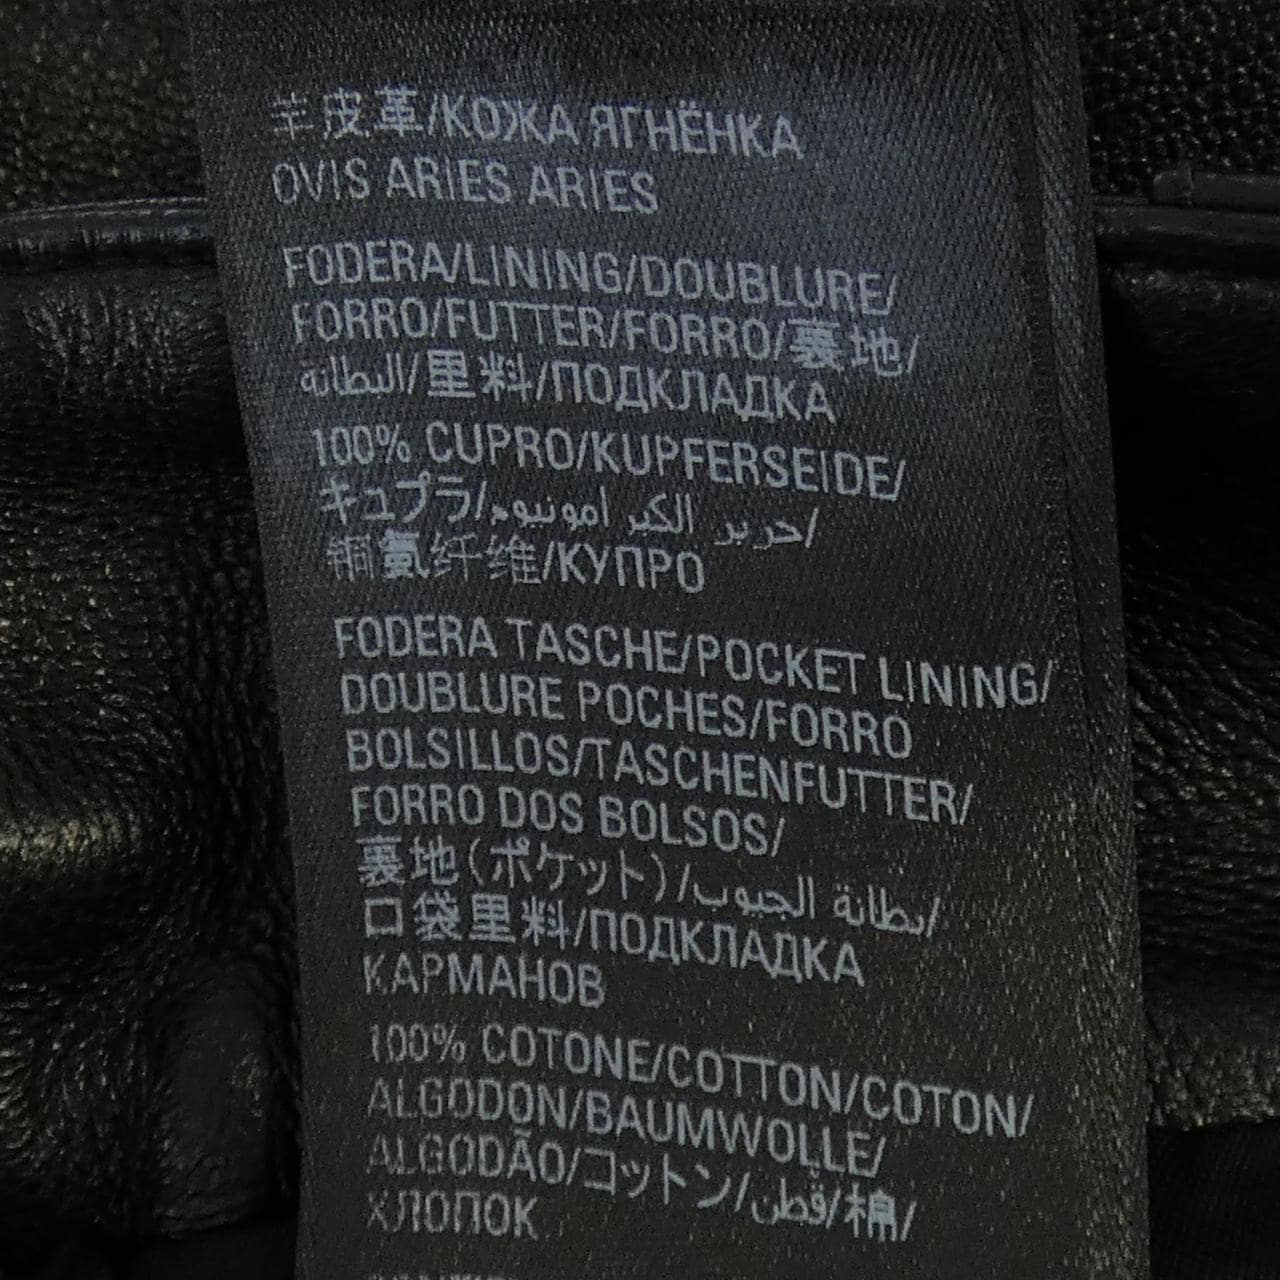 羊皮革/КОЖА ЯГНЁНКА
OVIS ARIES ARIES
FODERA/LINING/DOUBLURE/
FORRO/FUTTER/FORRO/裏地/
البطانة/里料/ПОДКЛАДКА
100% CUPRO/KUPFERSEIDE/
キュプラ/حرير الكبر امونيوم/
铜氨纤维/КУПРО
FODERA TASCHE/POCKET LINING/
DOUBLURE POCHES/FORRO
BOLSILLOS/TASCHENFUTTER/
FORRO DOS BOLSOS/
裏地(ポケット)/بطانة الجيوب/
口袋里料/ПОДКЛАДКА
КАРМАНОВ
100% COTONE/COTTON/COTON/
ALGODON/BAUMWOLLE/
ALGODÃO/コットン/قطن/棉/
ХЛОПОК